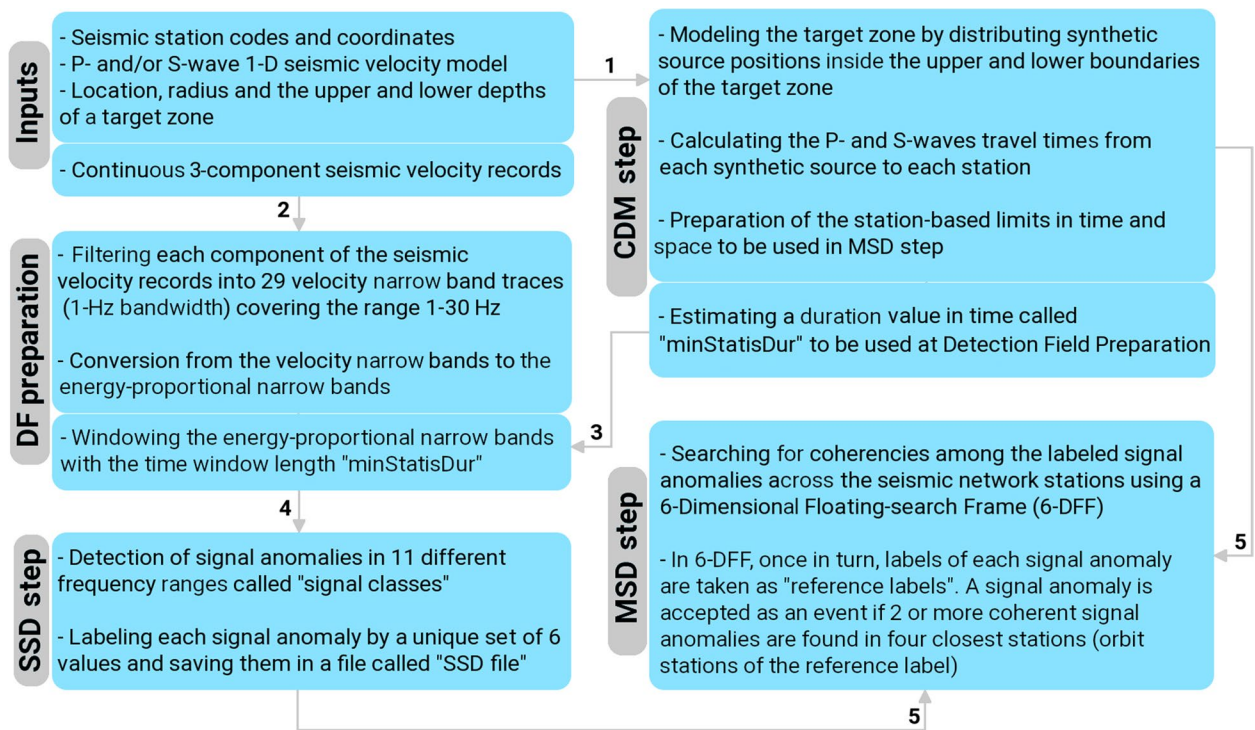 Inputs
- Seismic station codes and coordinates
- P- and/or S-wave 1-D seismic velocity model
- Location, radius and the upper and lower depths
of a target zone
- Continuous 3-component seismic velocity records
1
2
CDM step
- Modeling the target zone by distributing synthetic
source positions inside the upper and lower boundaries
of the target zone
- Calculating the P- and S-waves travel times from
each synthetic source to each station
- Preparation of the station-based limits in time and
space to be used in MSD step
- Estimating a duration value in time called
"minStatisDur" to be used at Detection Field Preparation
DF preparation
- Filtering each component of the seismic
velocity records into 29 velocity narrow band traces
(1-Hz bandwidth) covering the range 1-30 Hz
- Conversion from the velocity narrow bands to the
energy-proportional narrow bands
- Windowing the energy-proportional narrow bands
with the time window length "minStatisDur"
3
4
SSD step
- Detection of signal anomalies in 11 different
frequency ranges called "signal classes"
- Labeling each signal anomaly by a unique set of 6
values and saving them in a file called "SSD file"
5
MSD step
- Searching for coherencies among the labeled signal
anomalies across the seismic network stations using a
6-Dimensional Floating-search Frame (6-DFF)
- In 6-DFF, once in turn, labels of each signal anomaly
are taken as "reference labels". A signal anomaly is
accepted as an event if 2 or more coherent signal
anomalies are found in four closest stations (orbit
stations of the reference label)
5